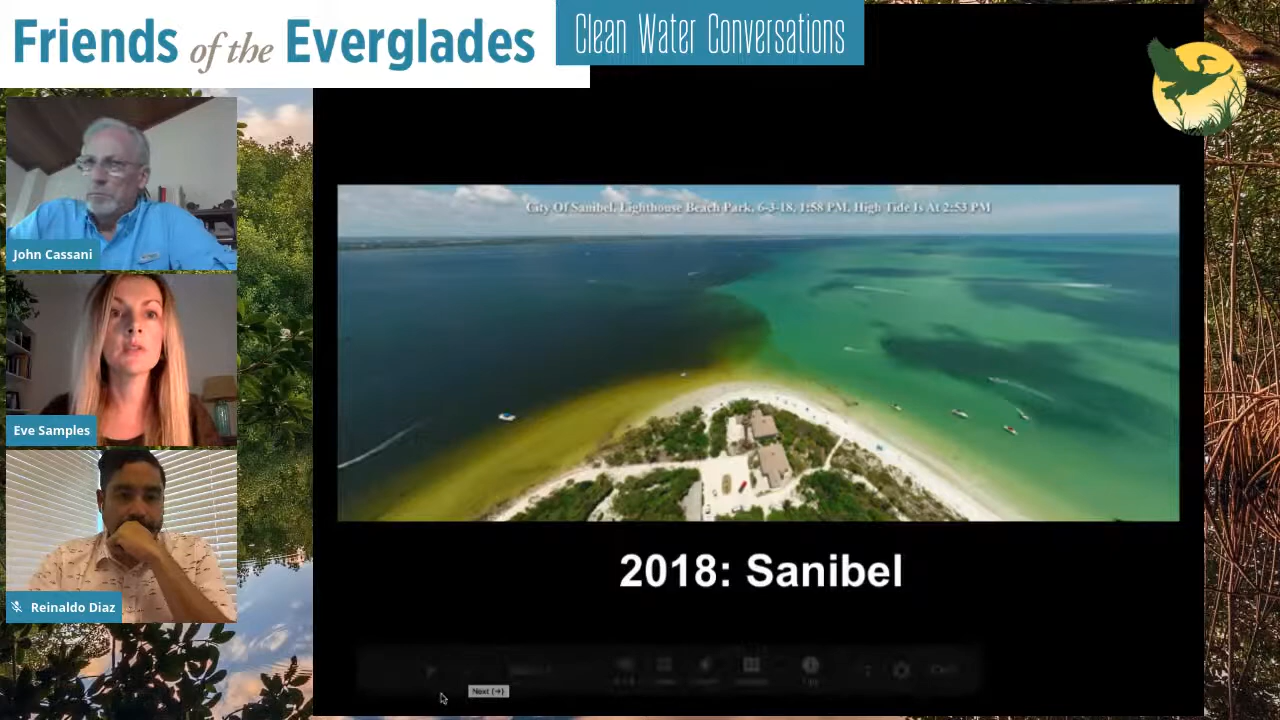 Friends of the Everglades
Clean Water Conversations
John Cassani
Eve Samples
Reinaldo Diaz
City Of Sanibel, Lighthouse Beach Park, 6-3-18, 1:58 PM, High Tide Is At 2:53 PM
2018: Sanibel
Next (→)